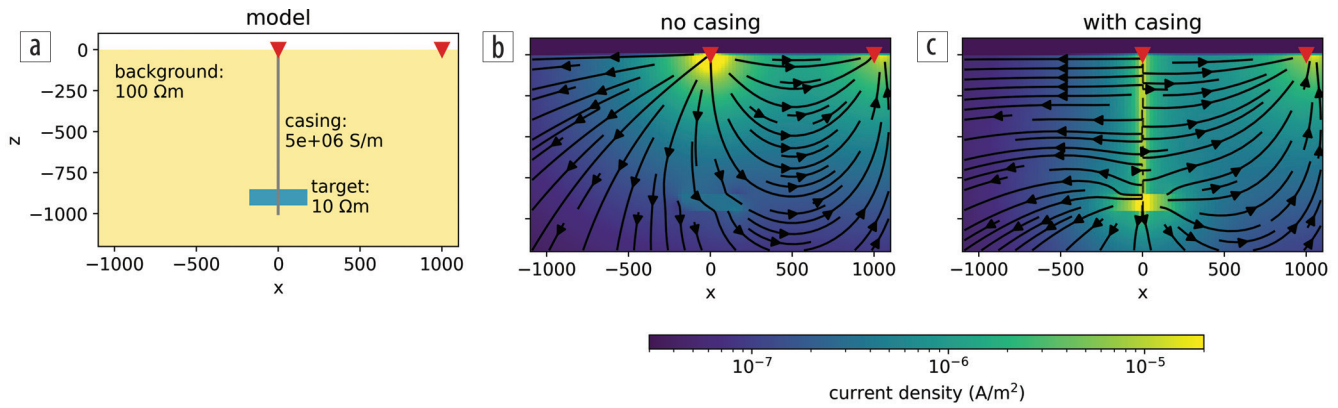 model
a
0
−250
−500
−750
−1000
z
background:
100 Ωm
casing:
5e+06 S/m
target:
10 Ωm
−1000
−500
0
500
1000
x
no casing
b
−1000
−500
0
500
1000
x
with casing
c
−1000
−500
0
500
1000
x
10⁻⁷
10⁻⁶
10⁻⁵
current density (A/m²)